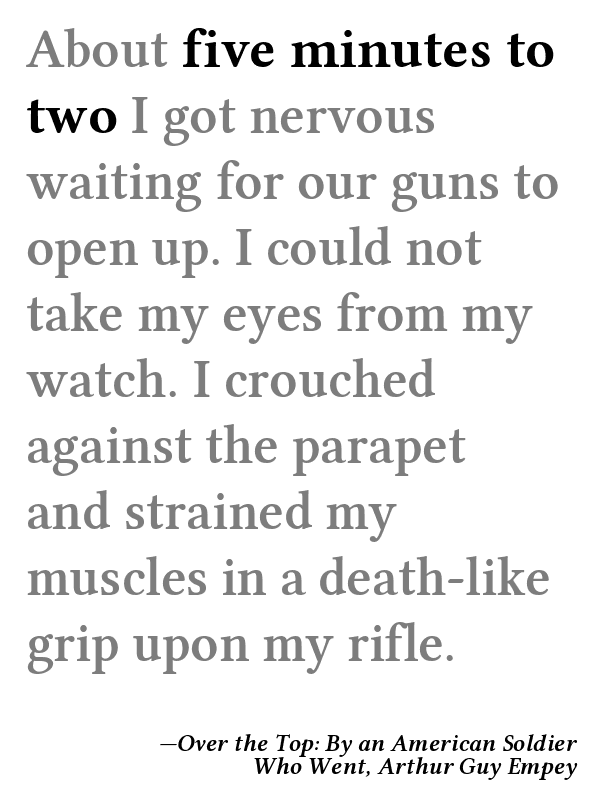 About five minutes to
two I got nervous
waiting for our guns to
open up. I could not
take my eyes from my
watch. I crouched
against the parapet
and strained my
muscles in a death-like
grip upon my rifle.
—Over the Top: By an American Soldier
Who Went, Arthur Guy Empey